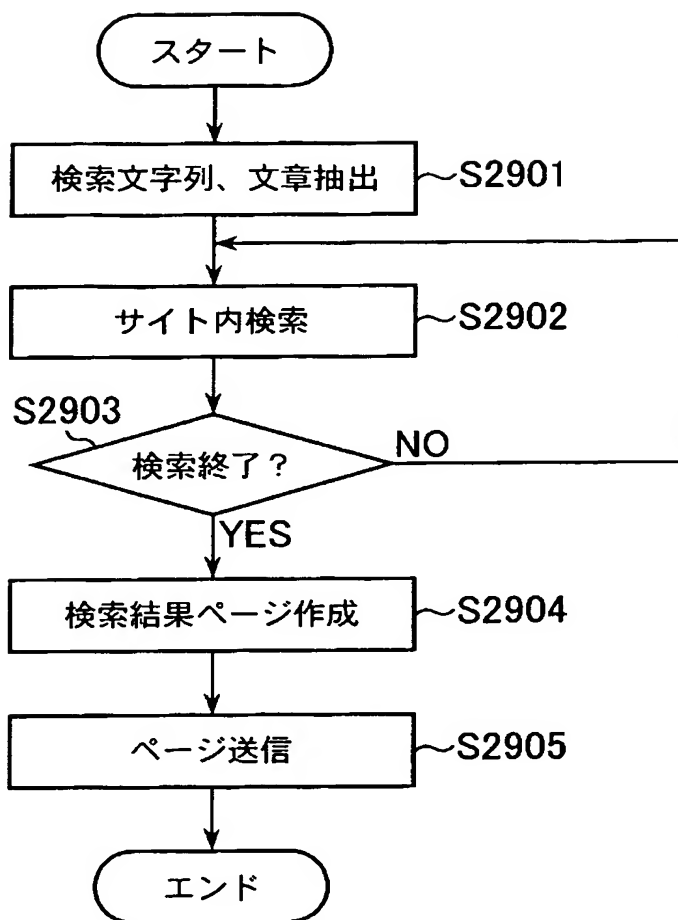 スタート
検索文字列、文章抽出 S2901
サイト内検索 S2902
S2903
検索終了？ NO
YES
検索結果ページ作成 S2904
ページ送信 S2905
エンド